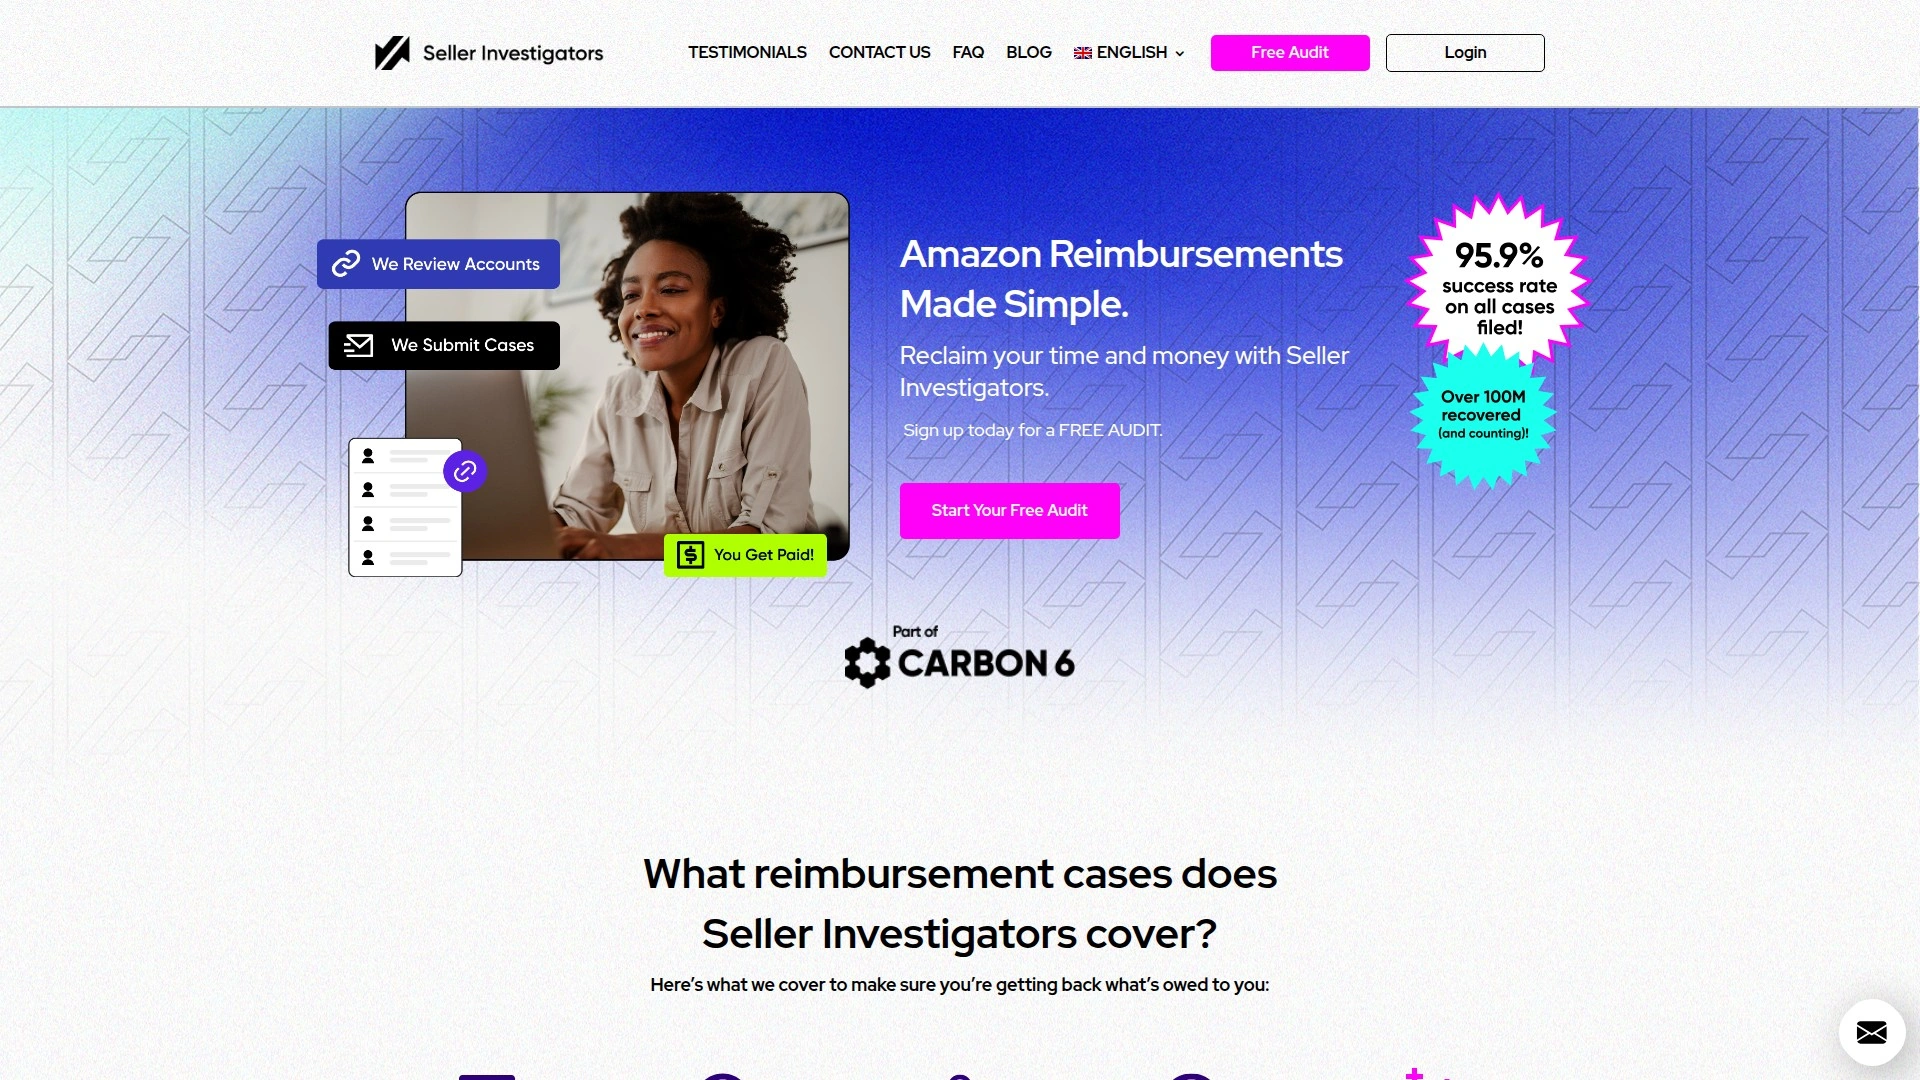 Seller Investigators
TESTIMONIALS
CONTACT US
FAQ
BLOG
ENGLISH
Free Audit
Login
We Review Accounts
We Submit Cases
You Get Paid!
Amazon Reimbursements
Made Simple.
Reclaim your time and money with Seller
Investigators.
Sign up today for a FREE AUDIT.
Start Your Free Audit
95.9%
success rate
on all cases
filed!
Over 100M
recovered
(and counting)!
Part of
CARBON 6
What reimbursement cases does
Seller Investigators cover?
Here’s what we cover to make sure you’re getting back what’s owed to you: